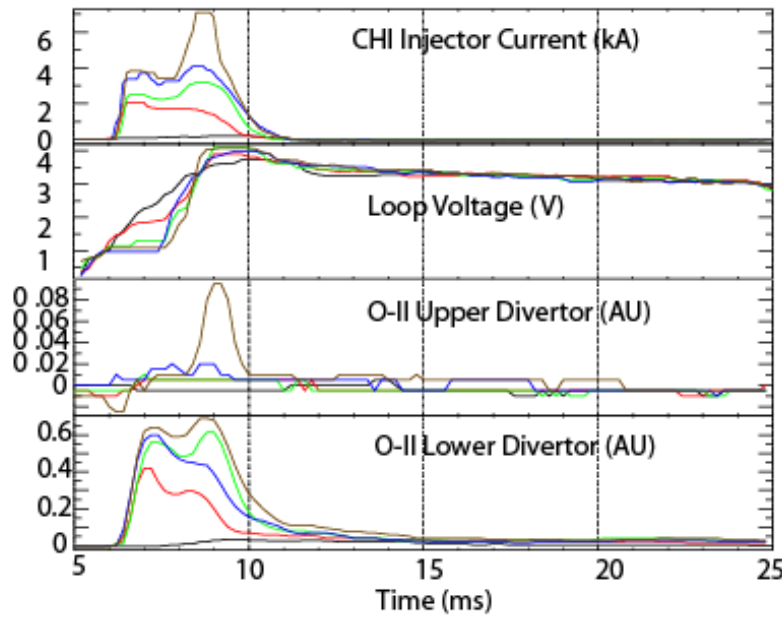 6
4
2
0
CHI Injector Current (kA)
4
3
2
1
Loop Voltage (V)
0.08
0.06
0.04
0.02
0
O-II Upper Divertor (AU)
0.6
0.4
0.2
0
O-II Lower Divertor (AU)
5 10 15 20 25
Time (ms)